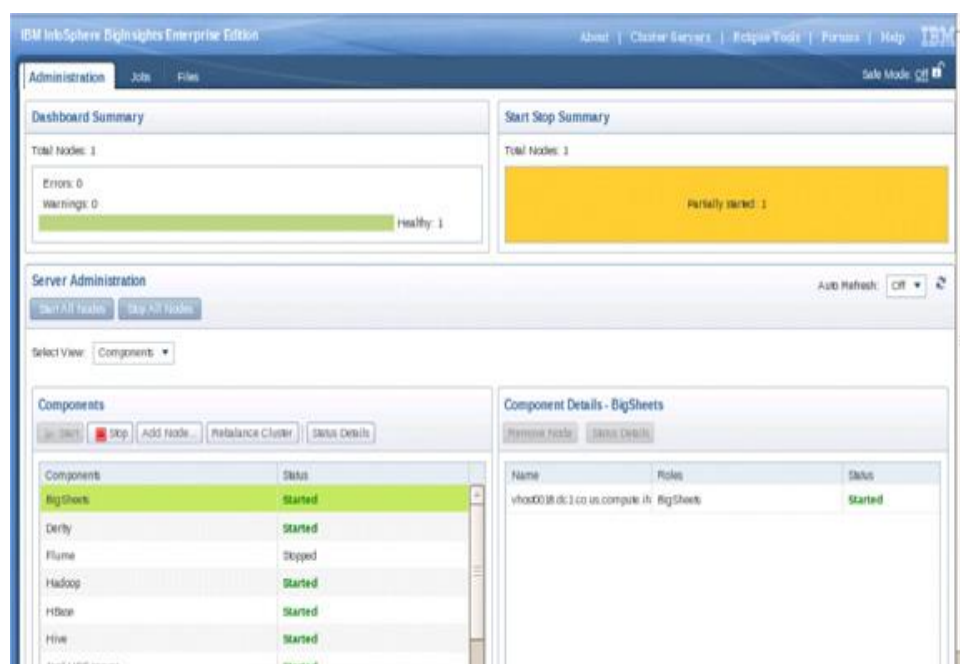 IBM InfoSphere BigInsights Enterprise Edition
About | Cluster Servers | Eclipse Tools | Forums | Help IBM
Administration Jobs Files
Safe Mode: Off
Dashboard Summary
Total Nodes: 1
Errors: 0
Warnings: 0
Healthy: 1
Start Stop Summary
Total Nodes: 1
Partially started: 1
Server Administration
Auto Refresh: Off
Start All Nodes Stop All Nodes
Select View: Components
Components
Start Stop Add Node... Rebalance Cluster Status Details
Components Status
BigSheets Started
Derby Started
Flume Stopped
Hadoop Started
HBase Started
Hive Started
Started
Component Details - BigSheets
Remove Node Status Details
Name Roles Status
BigSheets Started